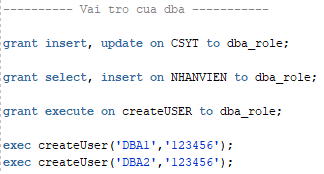 ---------- Vai tro cua dba -----------
grant insert, update on CSYT to dba_role;
grant select, insert on NHANVIEN to dba_role;
grant execute on createUSER to dba_role;
exec createUser('DBA1','123456');
exec createUser('DBA2','123456');